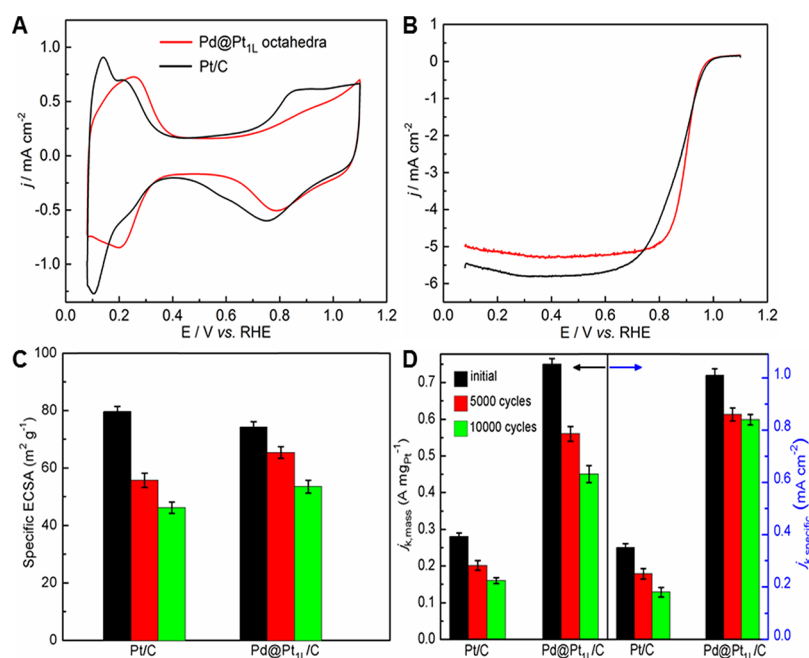 A
Pd@Pt1L octahedra
Pt/C
j / mA cm-2
1.0
0.5
0.0
-0.5
-1.0
0.0 0.2 0.4 0.6 0.8 1.0 1.2
E / V vs. RHE
B
j / mA cm-2
0
-1
-2
-3
-4
-5
-6
0.0 0.2 0.4 0.6 0.8 1.0 1.2
E / V vs. RHE
C
Specific ECSA (m2 g-1)
100
80
60
40
20
0
Pt/C Pd@Pt1L/C
D
initial
5000 cycles
10000 cycles
jk,mass (A mgPt-1)
0.7
0.6
0.5
0.4
0.3
0.2
0.1
0.0
Pt/C Pd@Pt1L/C Pt/C Pd@Pt1L/C
1.0
0.8
0.6
0.4
0.2
0.0
jk,specific (mA cm-2)